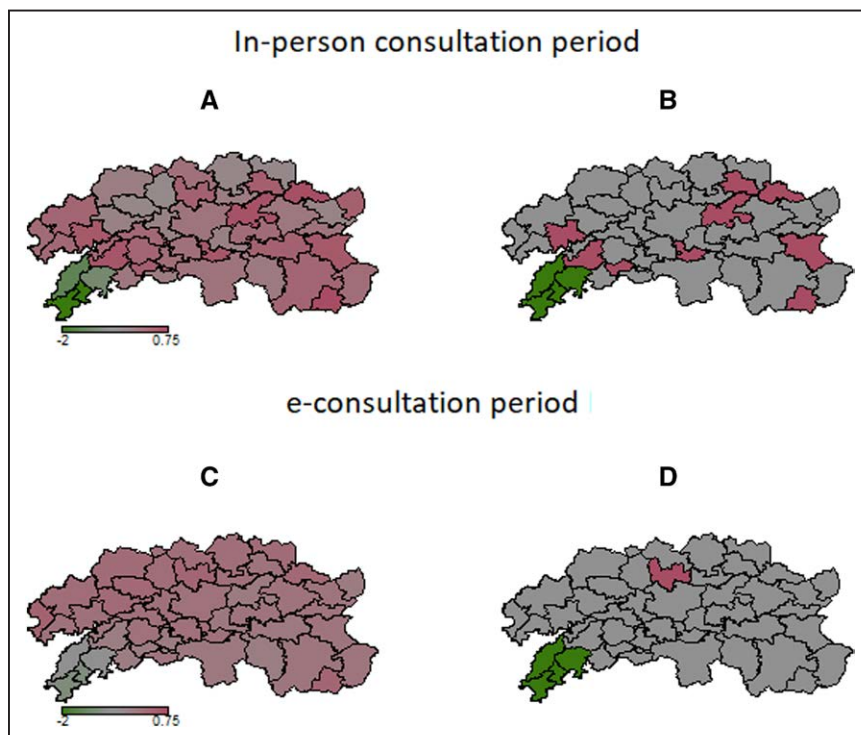 In-person consultation period
A B
-2 0.75
e-consultation period
C D
-2 0.75